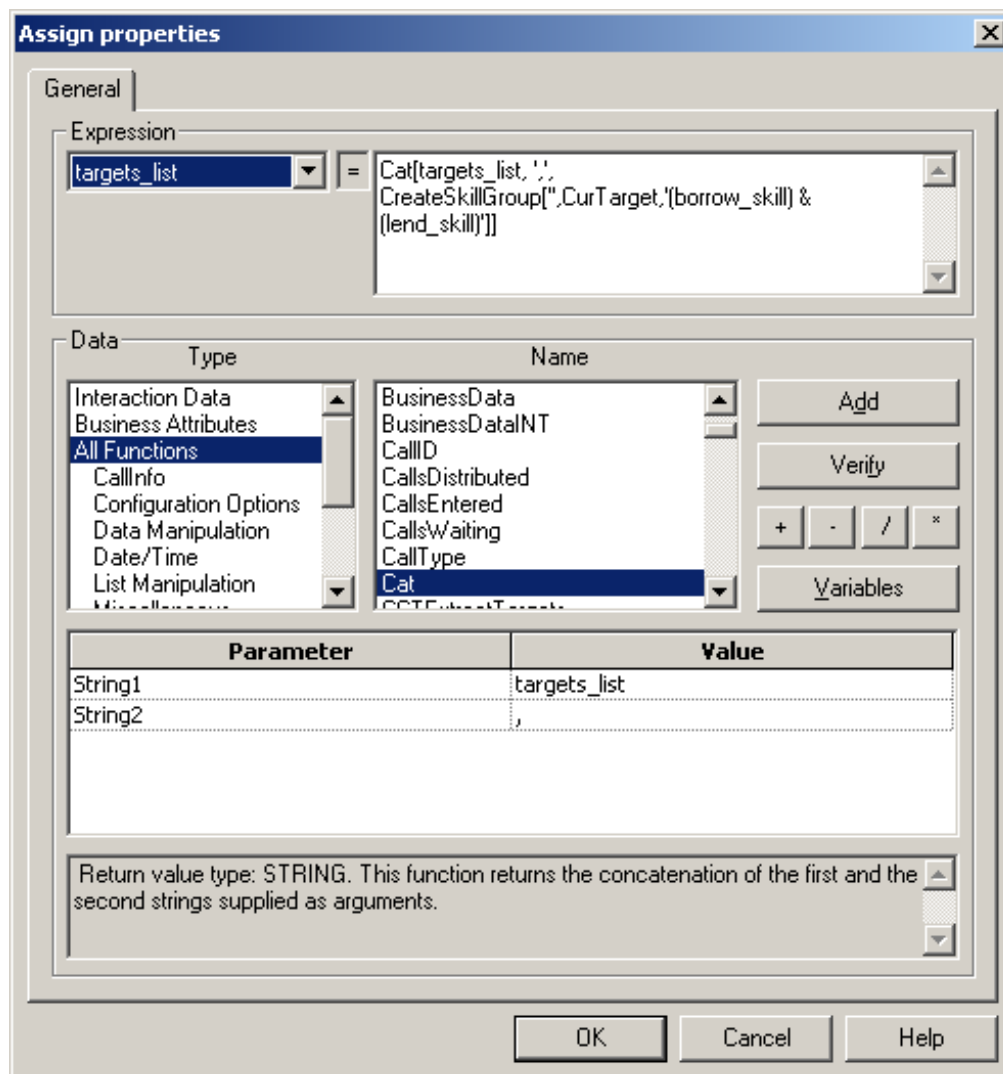 Assign properties
General
Expression
targets_list
=
Cat[targets_list, ',',
CreateSkillGroup['',CurTarget,'(borrow_skill) &
(lend_skill)']]
Data
Type
Name
Interaction Data
Business Attributes
All Functions
CallInfo
Configuration Options
Data Manipulation
Date/Time
List Manipulation
BusinessData
BusinessDataINT
CallID
CallsDistributed
CallsEntered
CallsWaiting
CallType
Cat
Add
Verify
+ - / *
Variables
Parameter Value
String1 targets_list
String2 ,
Return value type: STRING. This function returns the concatenation of the first and the
second strings supplied as arguments.
OK Cancel Help